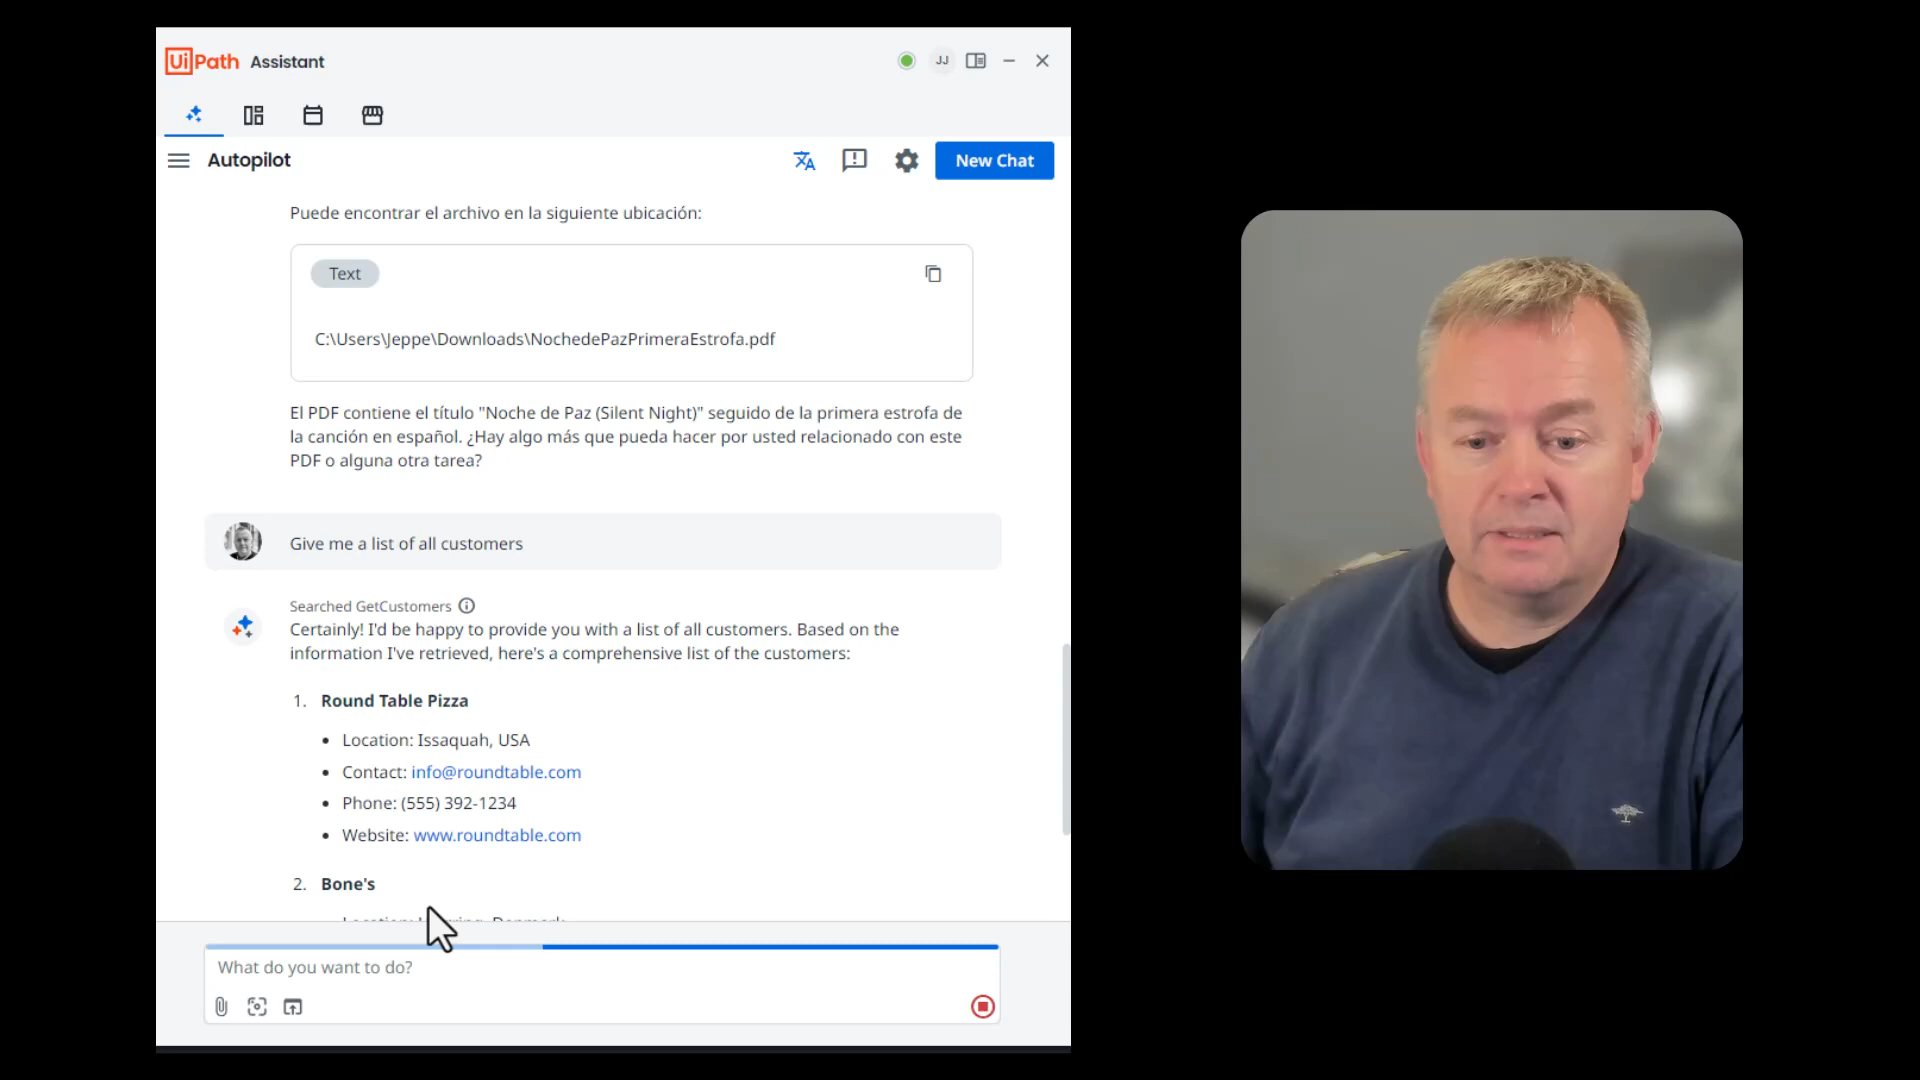 UiPath Assistant
JJ
Autopilot
New Chat
Puede encontrar el archivo en la siguiente ubicación:
Text
C:\Users\Jeppe\Downloads\NochedePazPrimeraEstrofa.pdf
El PDF contiene el título "Noche de Paz (Silent Night)" seguido de la primera estrofa de
la canción en español. ¿Hay algo más que pueda hacer por usted relacionado con este
PDF o alguna otra tarea?
Give me a list of all customers
Searched GetCustomers
Certainly! I'd be happy to provide you with a list of all customers. Based on the
information I've retrieved, here's a comprehensive list of the customers:
1. Round Table Pizza
• Location: Issaquah, USA
• Contact: info@roundtable.com
• Phone: (555) 392-1234
• Website: www.roundtable.com
2. Bone's
What do you want to do?